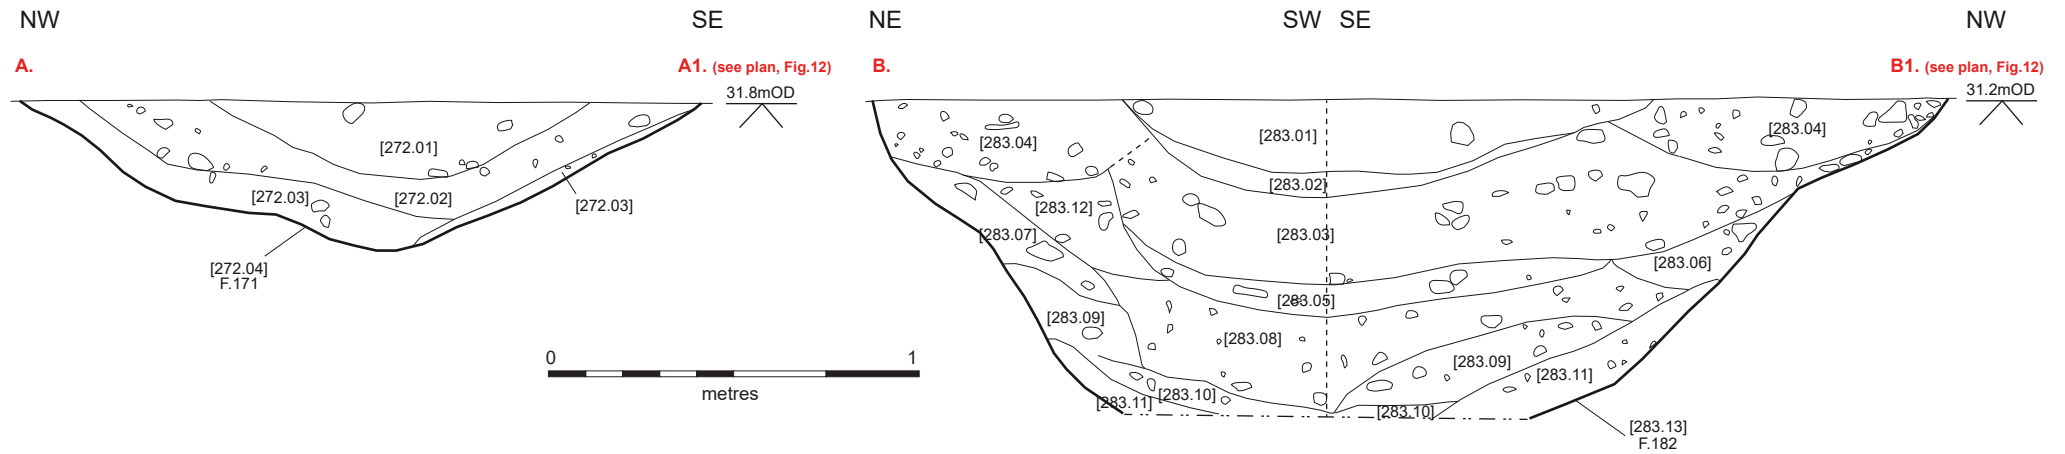 NW
SE
NE
SW SE
NW
A.
A1. (see plan, Fig.12)
B.
B1. (see plan, Fig.12)
31.8mOD
31.2mOD
[272.01]
[272.03]
[272.02]
[272.03]
[272.04]
F.171
[283.04]
[283.01]
[283.04]
[283.02]
[283.12]
[283.07]
[283.03]
[283.06]
[283.05]
[283.09]
[283.08]
[283.09]
[283.11]
[283.10]
[283.11]
[283.10]
[283.13]
F.182
0
1
metres